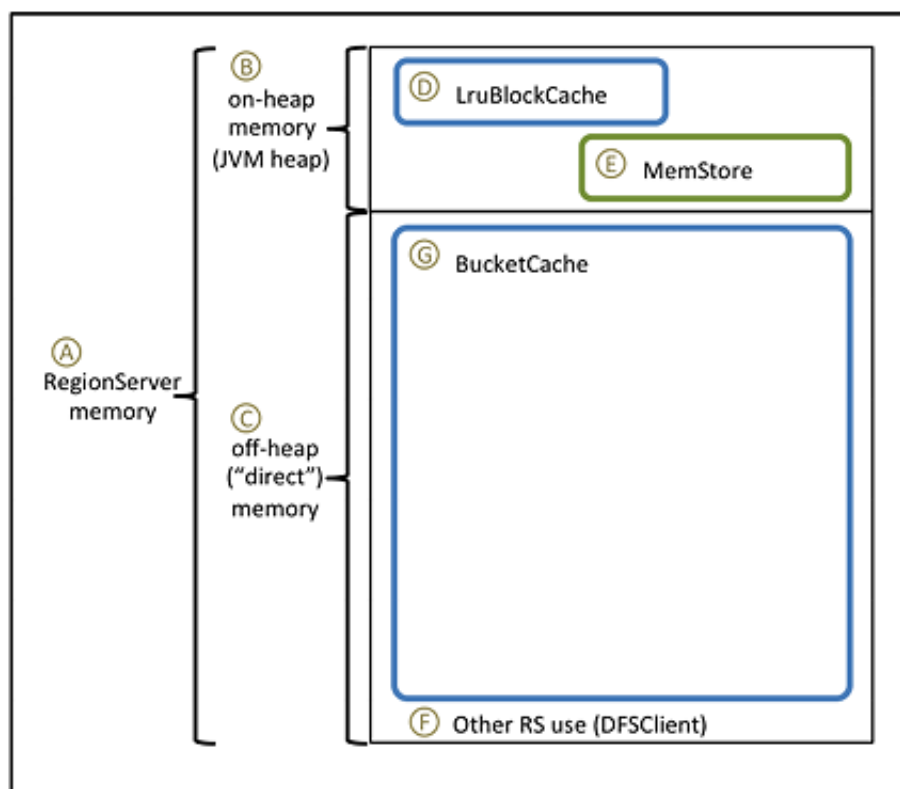 Ⓑ
on-heap
memory
(JVM heap)
Ⓓ LruBlockCache
Ⓔ MemStore
Ⓐ
RegionServer
memory
Ⓒ
off-heap
(“direct”)
memory
Ⓖ BucketCache
Ⓕ Other RS use (DFSClient)